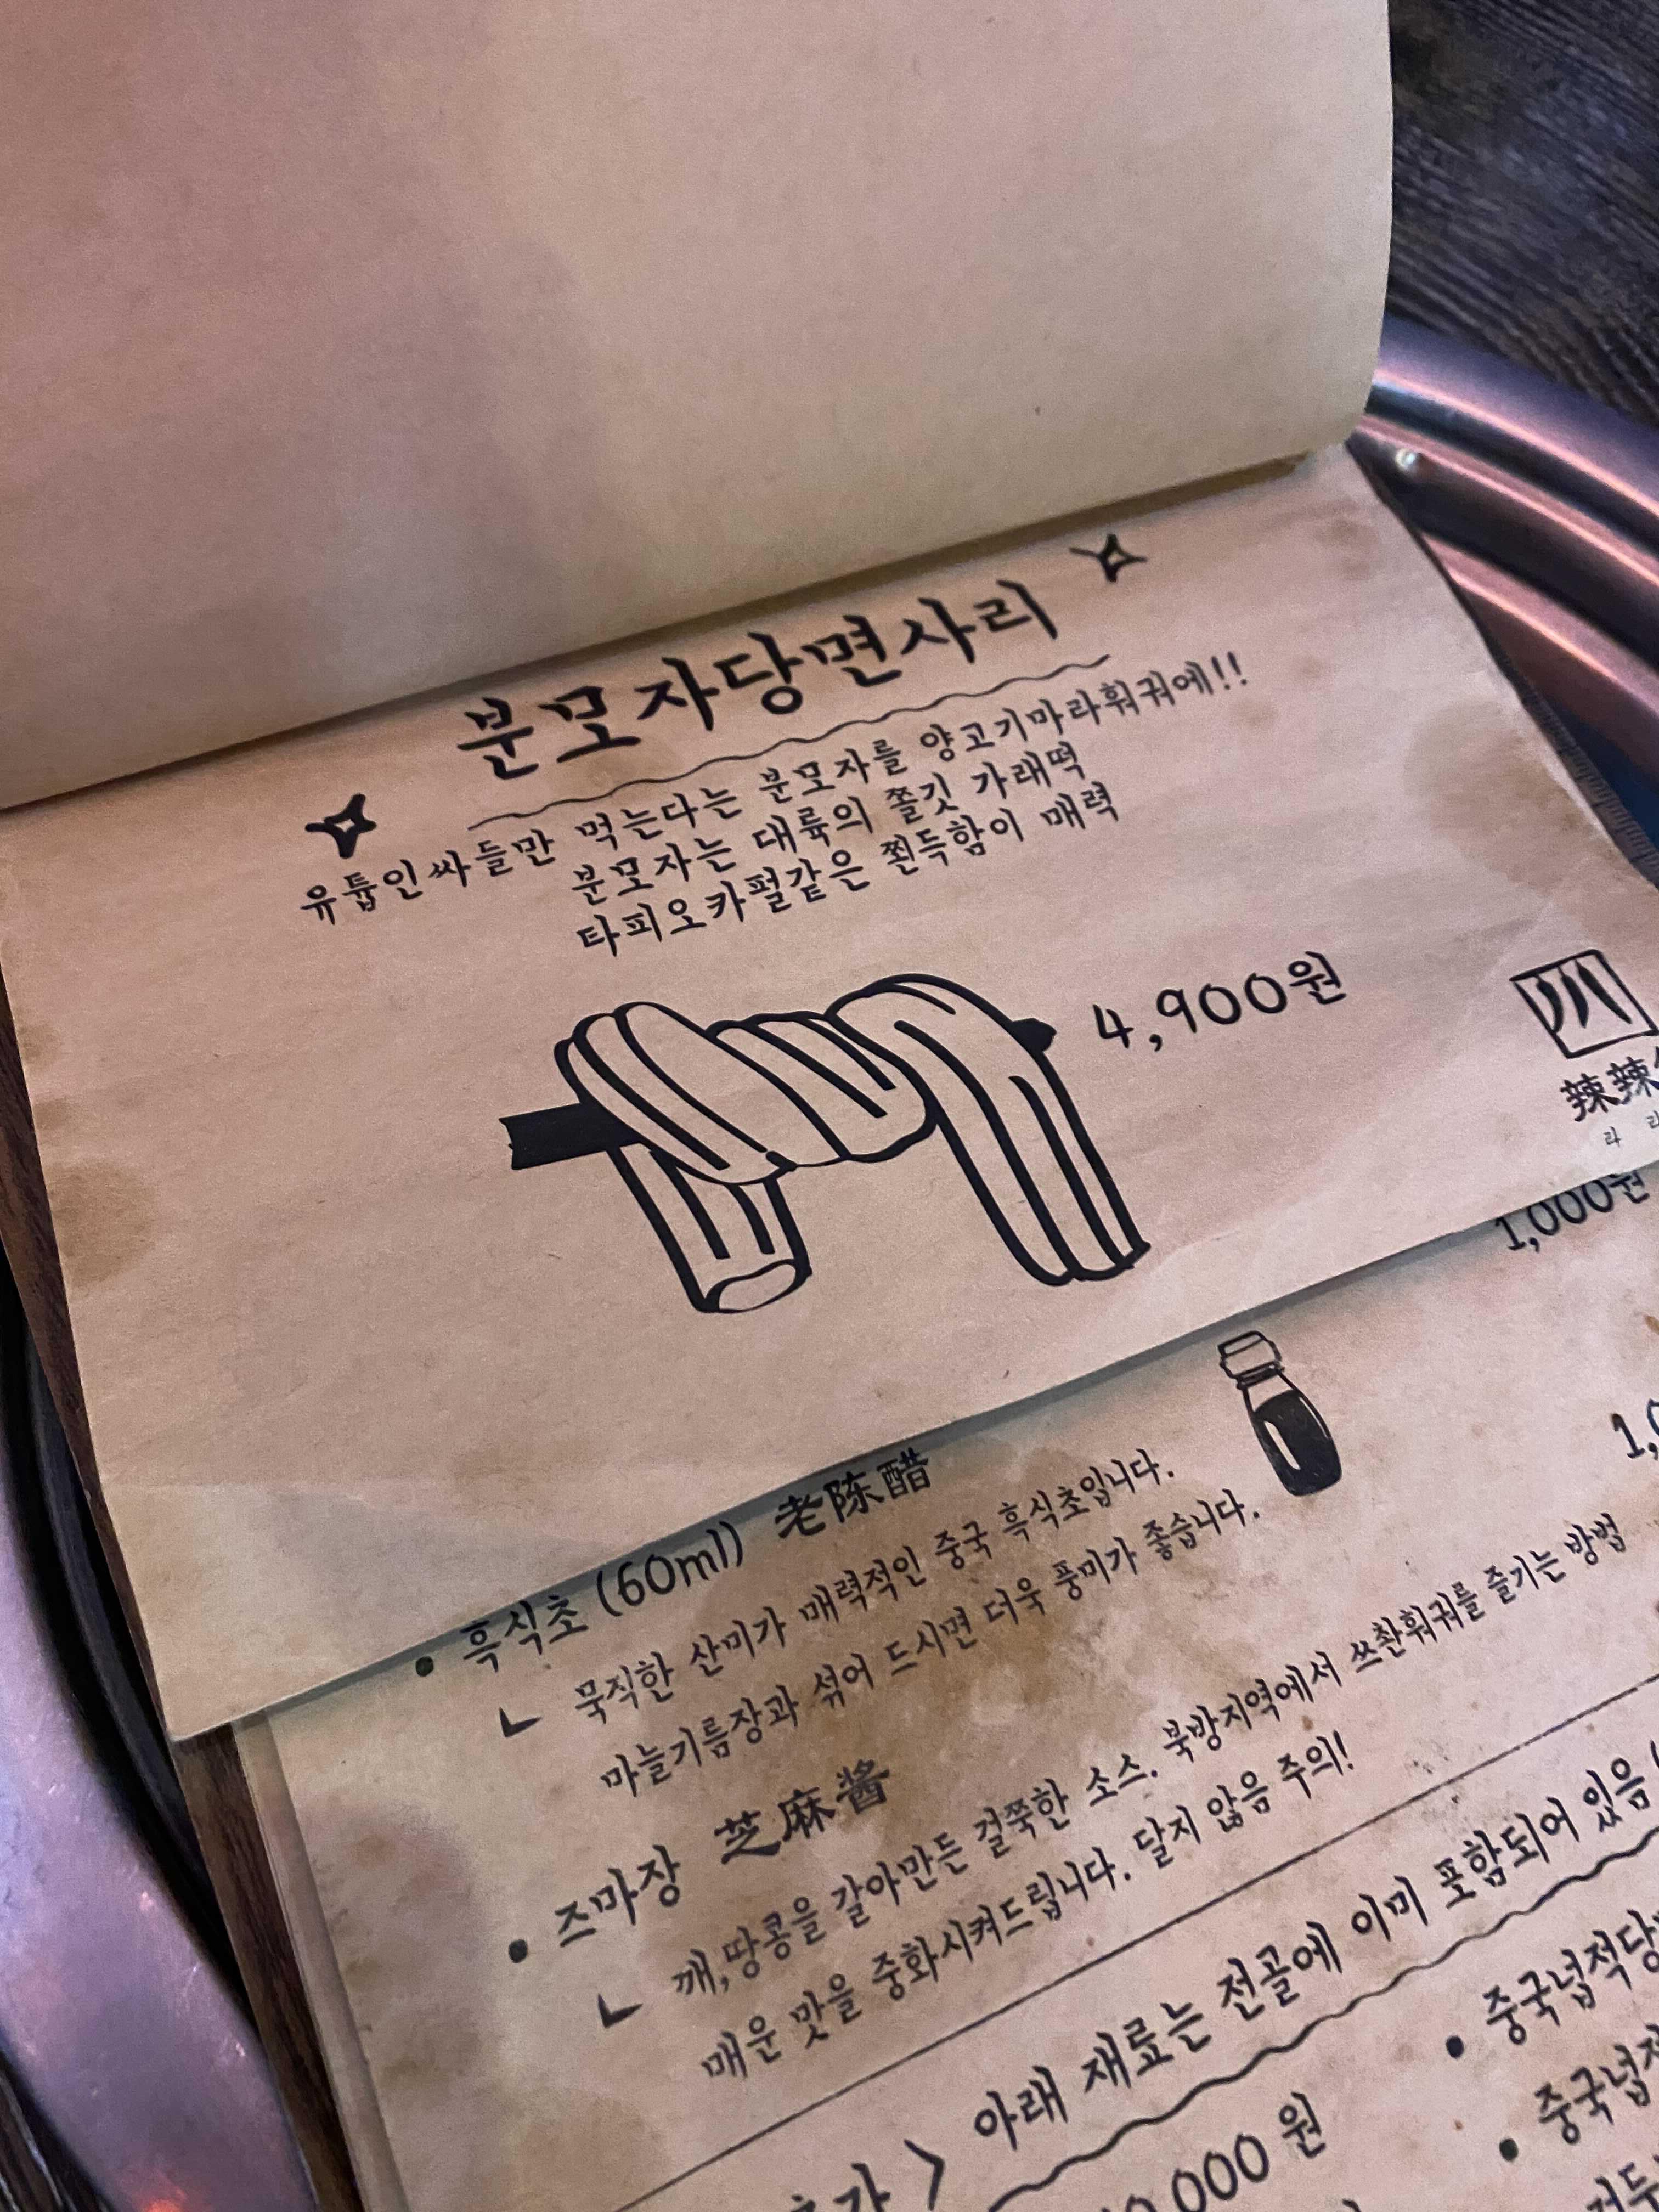 분모자당면사리
유튭인싸들만 먹는다는 분모자를 양고기마라훠궈에!!
분모자는 대륙의 쫄깃 가래떡
타피오카펄같은 쫀득함이 매력
4,900원
川
辣辣
라
1,000원
• 흑식초 (60ml) 老陈醋
ㄴ 묵직한 산미가 매력적인 중국 흑식초입니다.
마늘기름장과 섞어 드시면 더욱 풍미가 좋습니다.
• 즈마장 芝麻酱
ㄴ 깨,땅콩을 갈아만든 걸쭉한 소스. 북방지역에서 쓰촨훠궈를 즐기는 방법
매운 맛을 중화시켜드립니다. 달지 않음 주의!
아래 재료는 전골에 이미 포함되어 있음
000원
• 중국넙적당
• 중국넙적